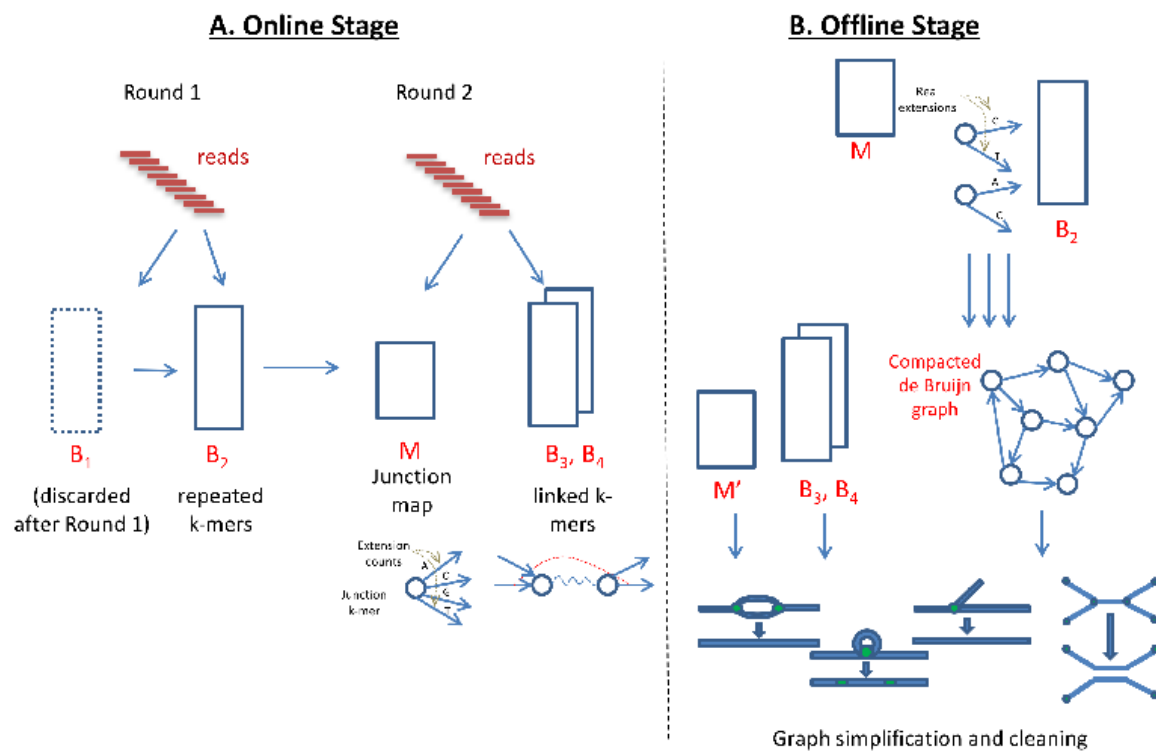 A. Online Stage
Round 1
Round 2
reads
reads
B₁
(discarded
after Round 1)
B₂
repeated
k-mers
M
Junction
map
B₃, B₄
linked k-
mers
Extension
counts
Junction
k-mer
A
C
G
T
B. Offline Stage
M
Rea
extensions
C
T
A
C
B₂
Compacted
de Bruijn
graph
M'
B₃, B₄
Graph simplification and cleaning